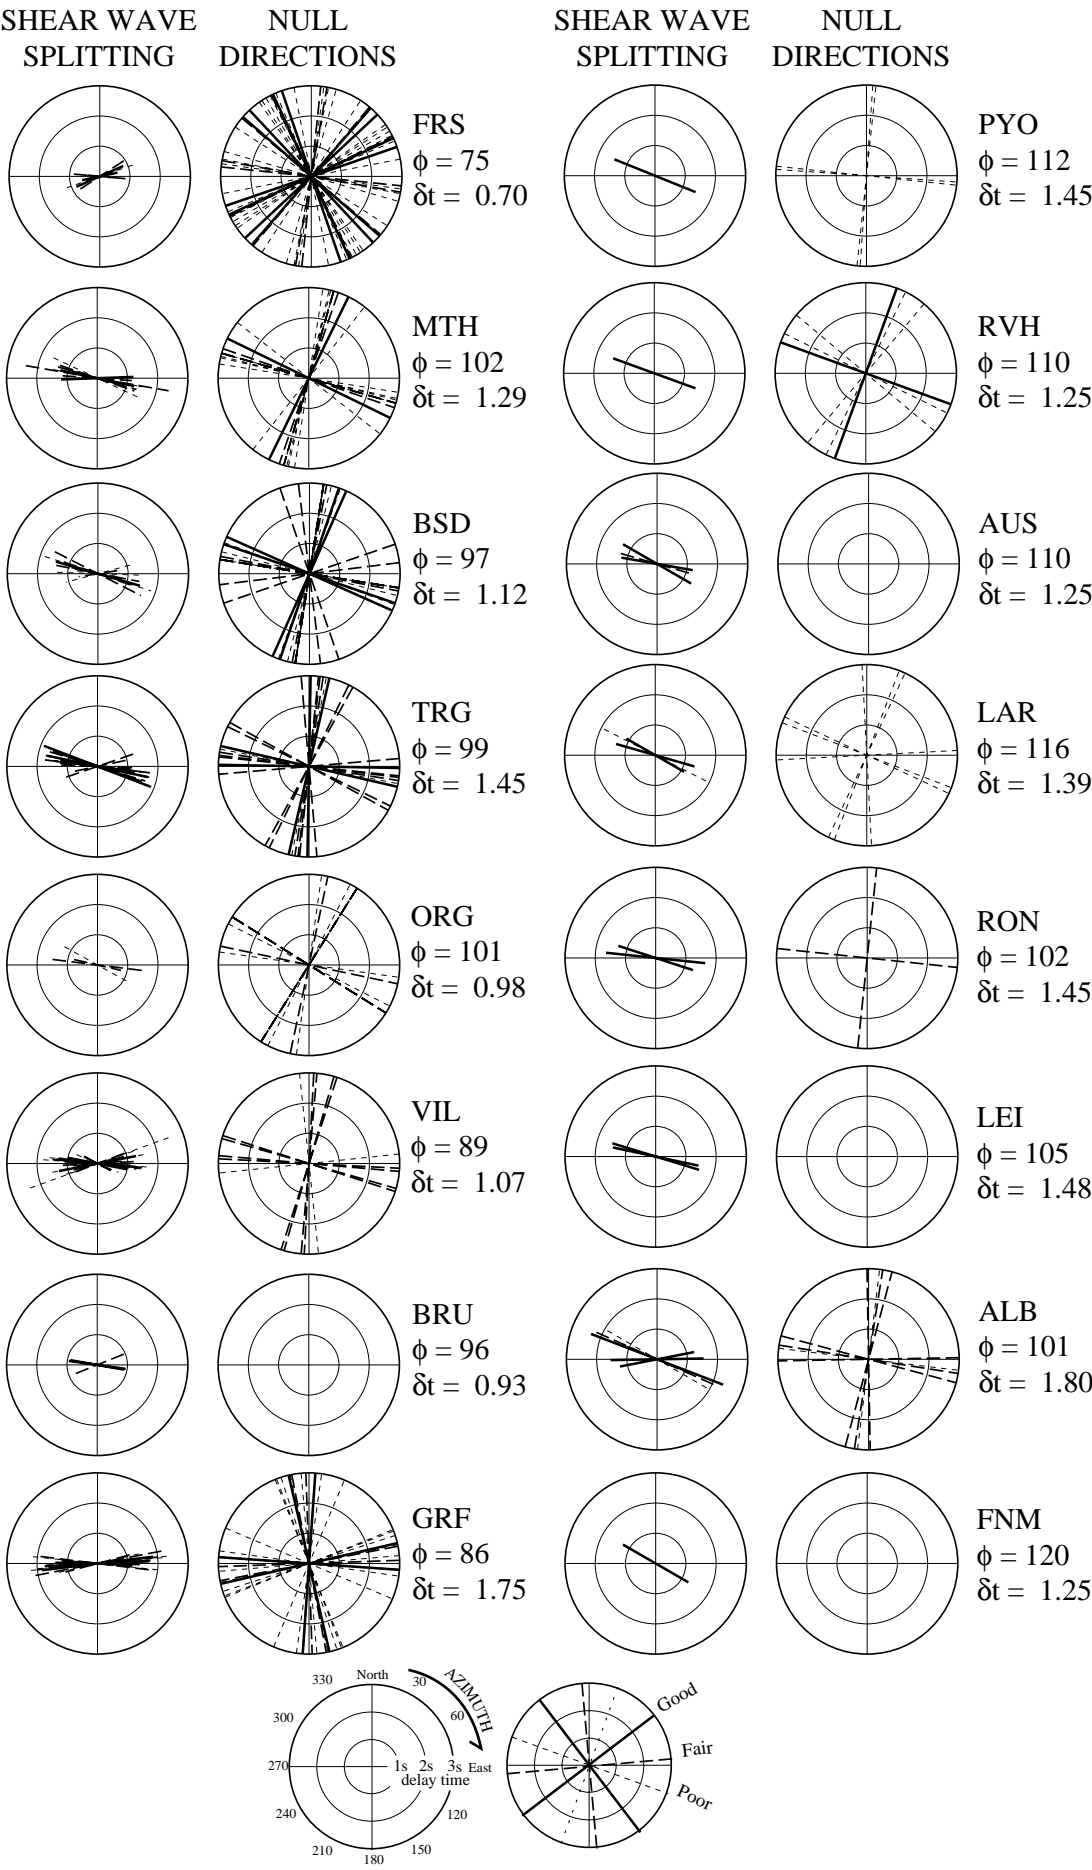 SHEAR WAVE
SPLITTING
NULL
DIRECTIONS
SHEAR WAVE
SPLITTING
NULL
DIRECTIONS
FRS
ϕ = 75
δt = 0.70
PYO
ϕ = 112
δt = 1.45
MTH
ϕ = 102
δt = 1.29
RVH
ϕ = 110
δt = 1.25
BSD
ϕ = 97
δt = 1.12
AUS
ϕ = 110
δt = 1.25
TRG
ϕ = 99
δt = 1.45
LAR
ϕ = 116
δt = 1.39
ORG
ϕ = 101
δt = 0.98
RON
ϕ = 102
δt = 1.45
VIL
ϕ = 89
δt = 1.07
LEI
ϕ = 105
δt = 1.48
BRU
ϕ = 96
δt = 0.93
ALB
ϕ = 101
δt = 1.80
GRF
ϕ = 86
δt = 1.75
FNM
ϕ = 120
δt = 1.25
330 North 30
AZIMUTH
300 60
270 1s 2s 3s East
delay time
240 120
210 150
180
Good
Fair
Poor